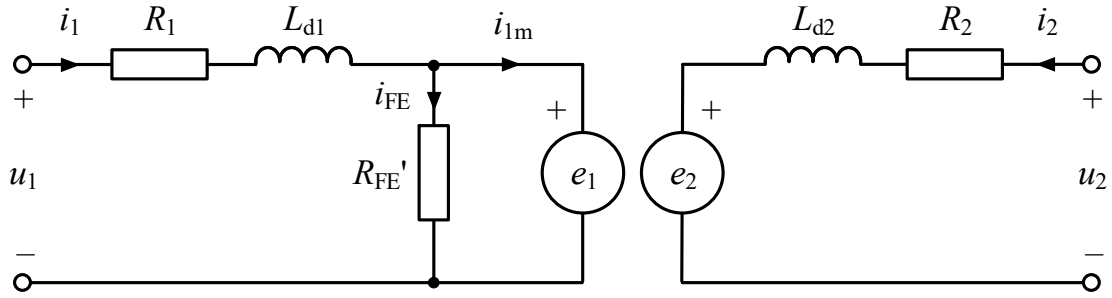 i1 R1 Ld1 i1m Ld2 R2 i2
+ iFE + + +
u1 RFE' e1 e2 u2
− −